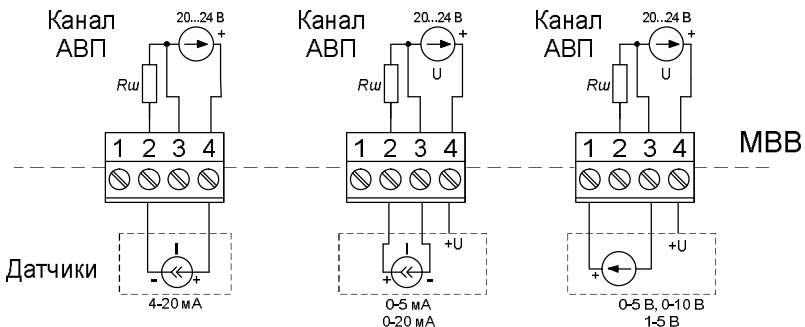 Канал
АВП
20...24 В
+
Rш
1 2 3 4
I
- +
4-20 мА
Канал
АВП
20...24 В
+
U
Rш
1 2 3 4
+U
I
+ -
0-5 мА
0-20 мА
Канал
АВП
20...24 В
+
U
Rш
1 2 3 4
+U
+
0-5 В, 0-10 В
1-5 В
МВВ
Датчики